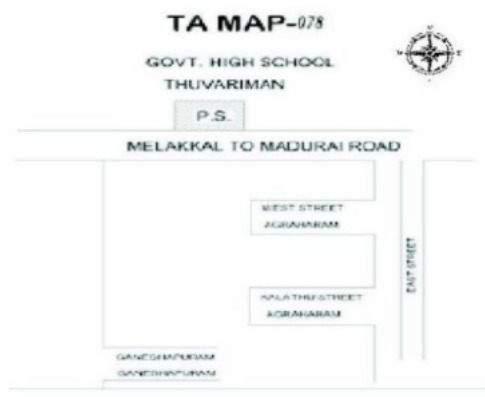 TA MAP-078
GOVT. HIGH SCHOOL
THUVARIMAN
P.S.
MELAKKAL TO MADURAI ROAD
WEST STREET
AGRAHARAM
EAST STREET
STREET
AGRAHARAM
GANESHAPURAM
GANESHAPURAM